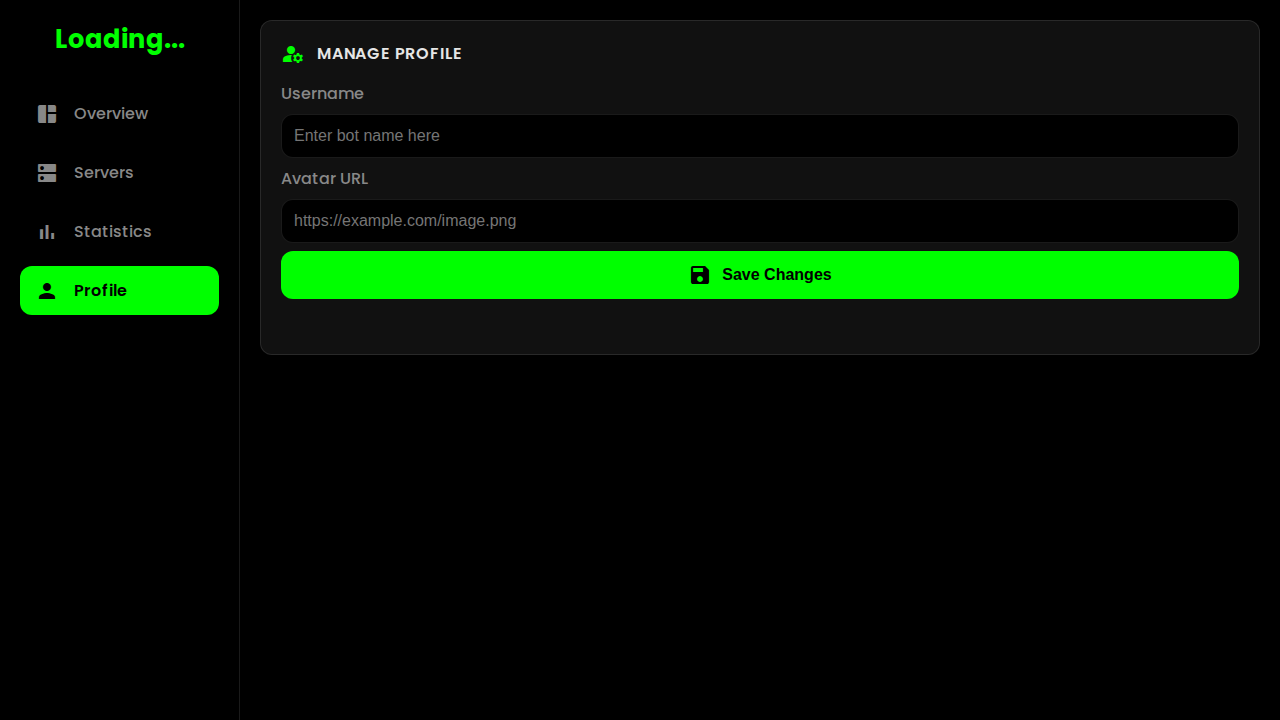 Loading...
Overview
Servers
Statistics
Profile
MANAGE PROFILE
Username
Enter bot name here
Avatar URL
https://example.com/image.png
Save Changes